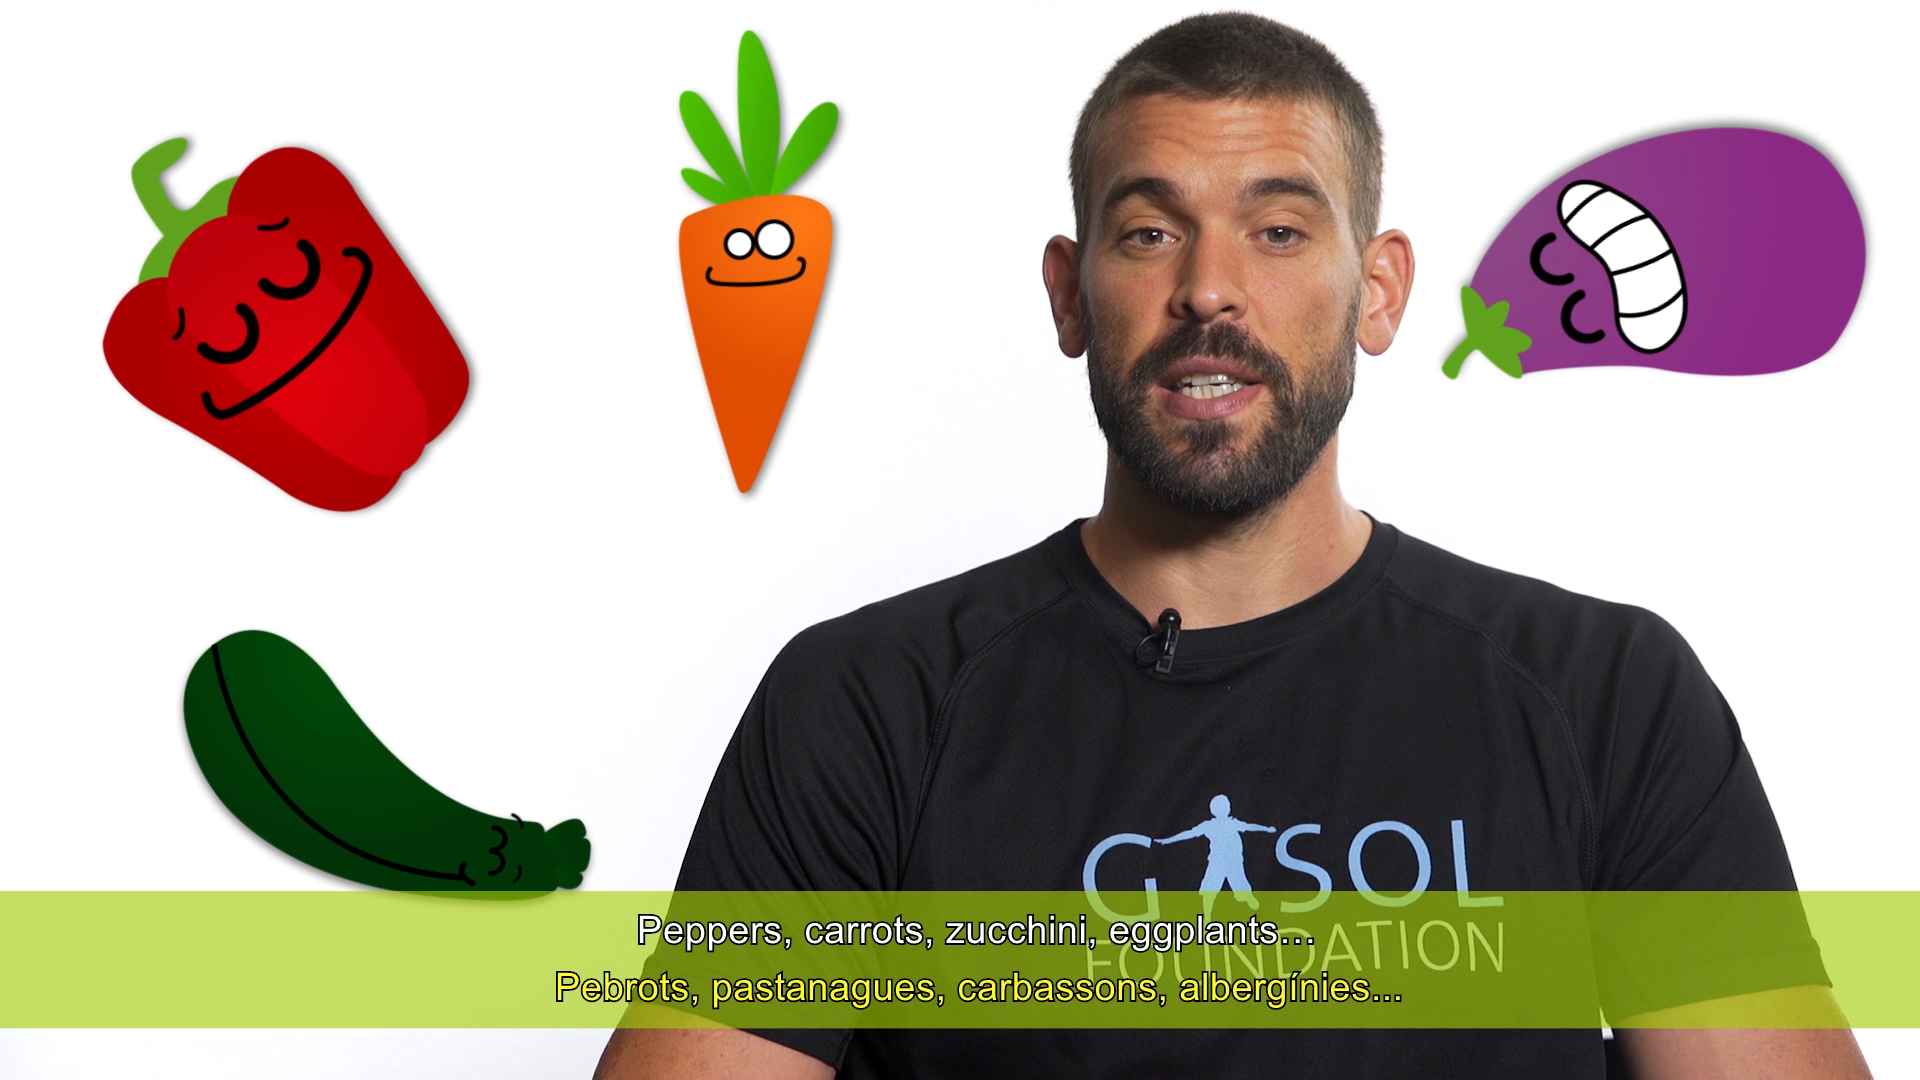 GASOL
FOUNDATION
Peppers, carrots, zucchini, eggplants...
Pebrots, pastanagues, carbassons, albergínies...